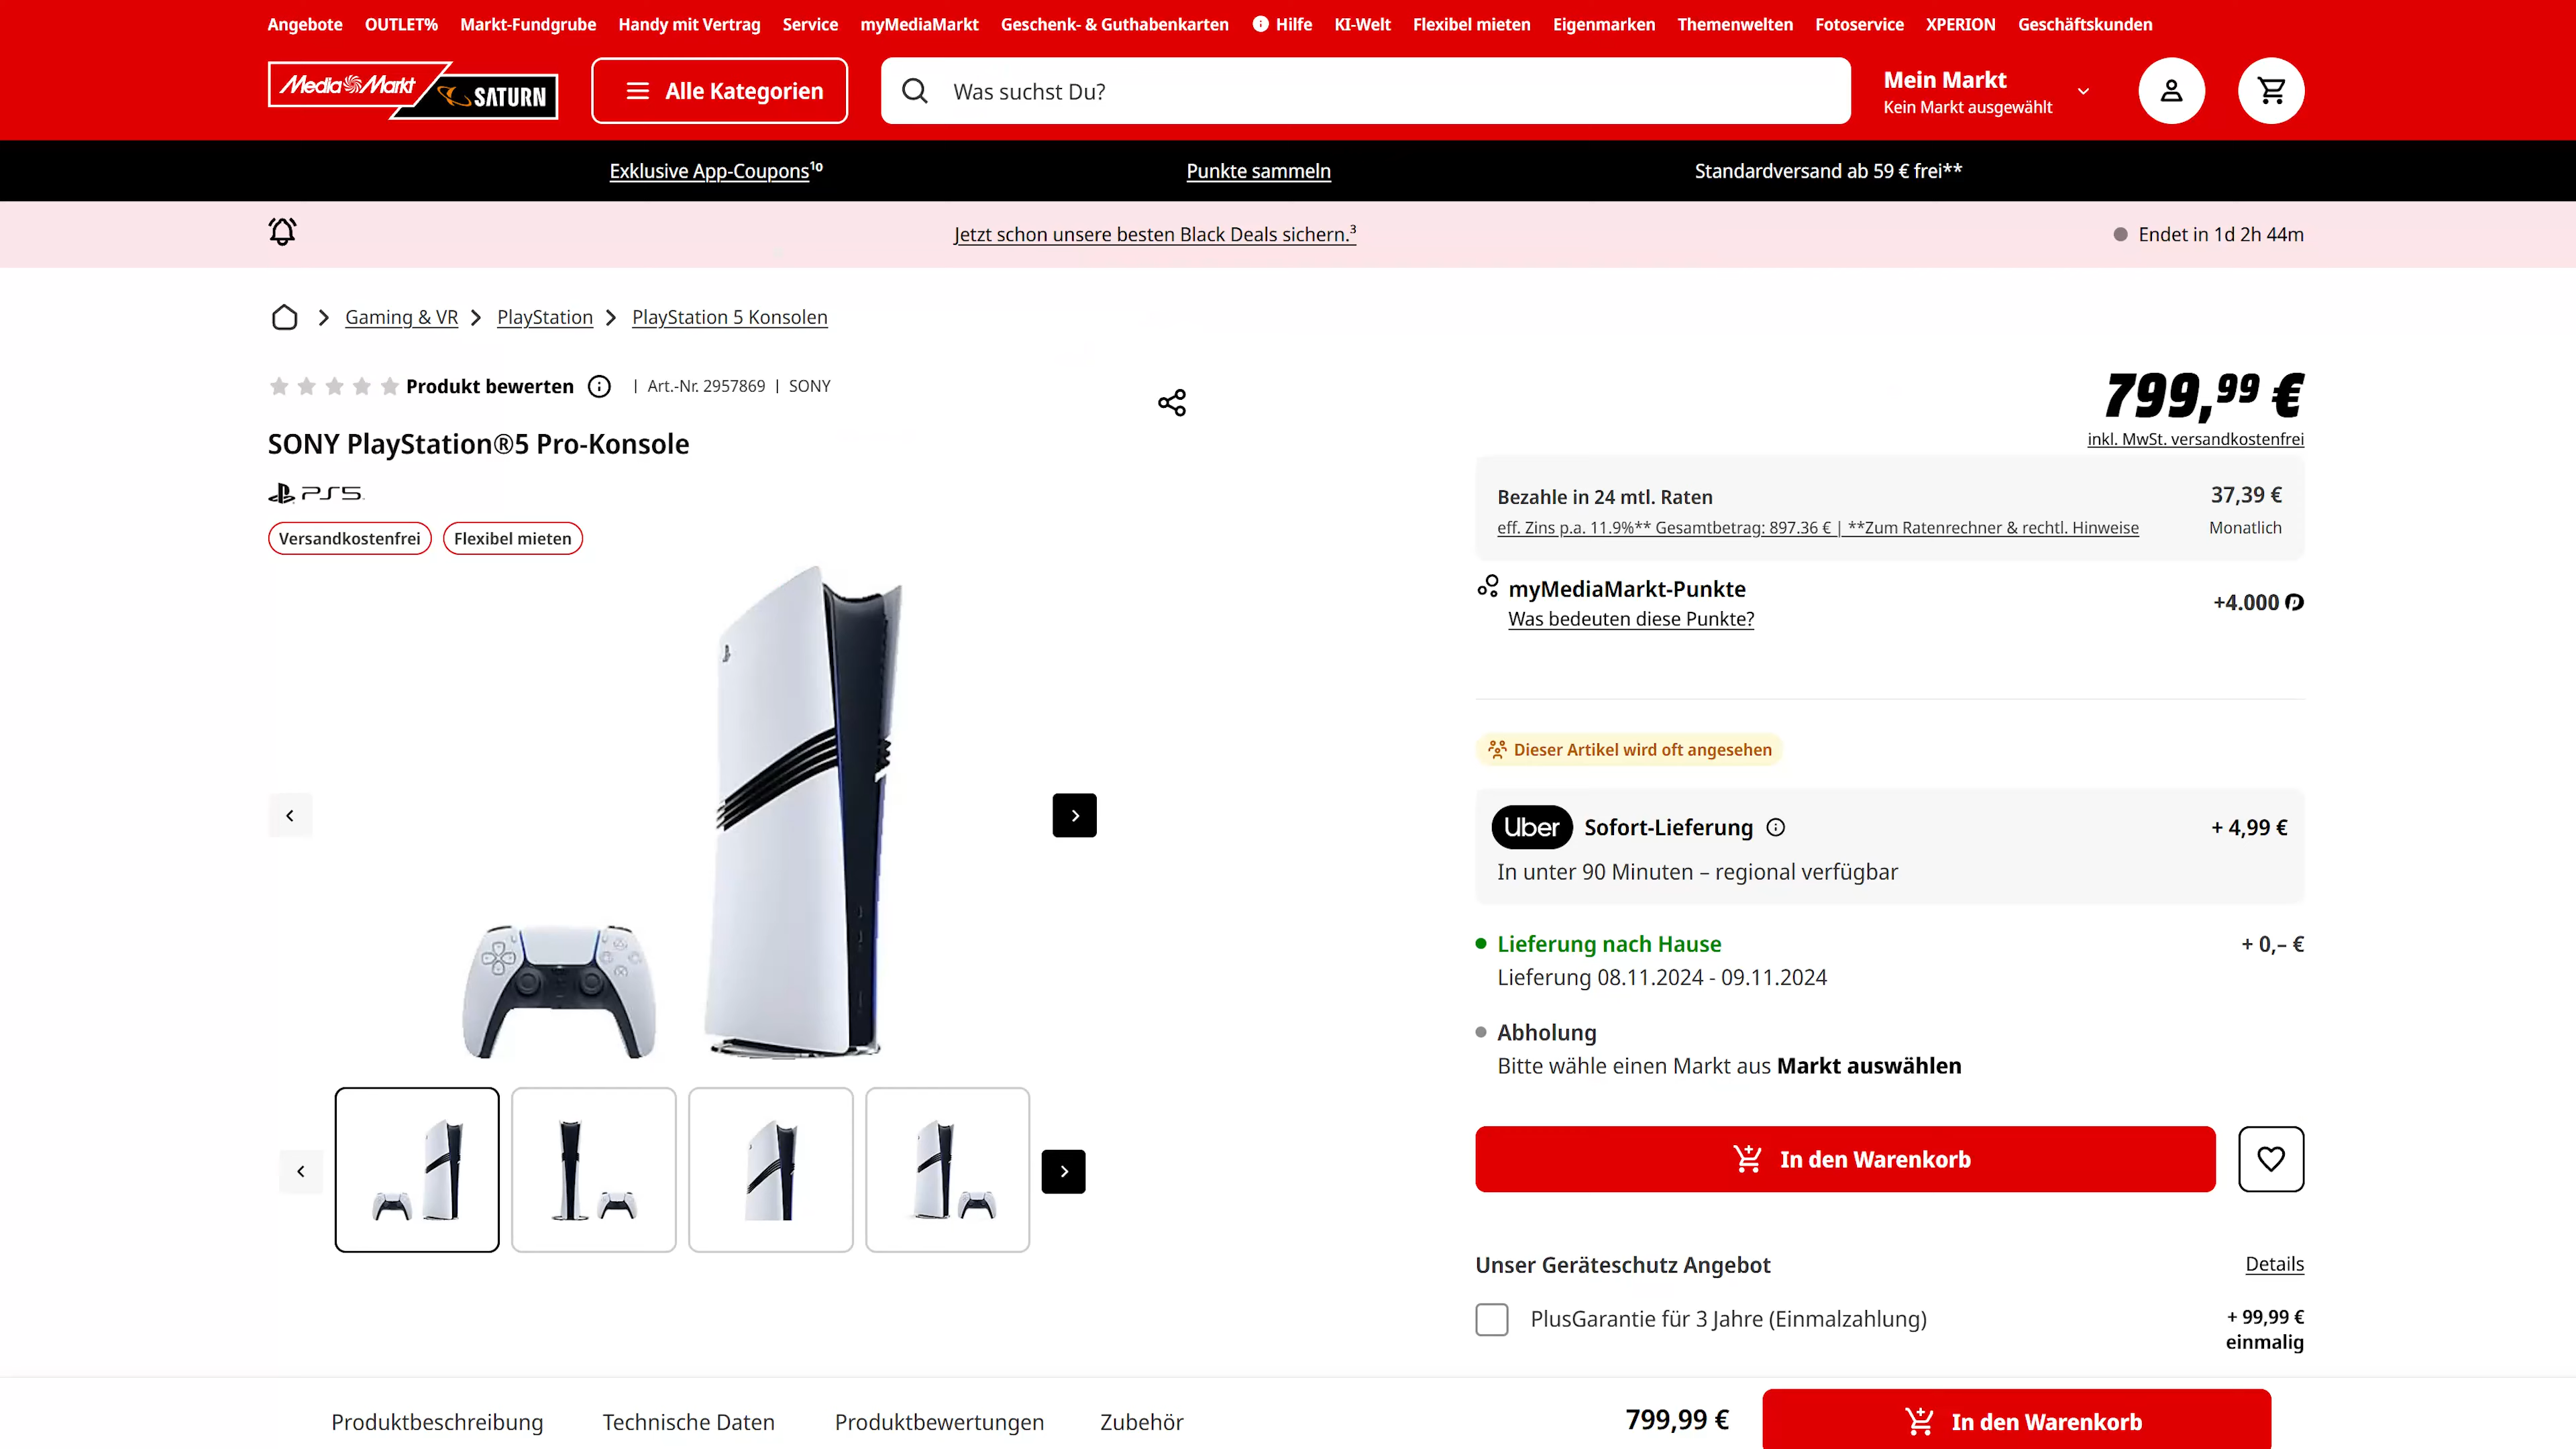 Angebote OUTLET% Markt-Fundgrube Handy mit Vertrag Service myMediaMarkt Geschenk- & Guthabenkarten Hilfe KI-Welt Flexibel mieten Eigenmarken Themenwelten Fotoservice XPERION Geschäftskunden
MediaMarkt SATURN
Alle Kategorien
Was suchst Du?
Mein Markt
Kein Markt ausgewählt
Exklusive App-Coupons¹⁰ Punkte sammeln Standardversand ab 59 € frei**
Jetzt schon unsere besten Black Deals sichern.³ Endet in 1d 2h 44m
Gaming & VR PlayStation PlayStation 5 Konsolen
Produkt bewerten | Art.-Nr. 2957869 | SONY
SONY PlayStation®5 Pro-Konsole
PS5
Versandkostenfrei Flexibel mieten
799,99 €
inkl. MwSt. versandkostenfrei
Bezahle in 24 mtl. Raten 37,39 €
eff. Zins p.a. 11.9%** Gesamtbetrag: 897.36 € | **Zum Ratenrechner & rechtl. Hinweise Monatlich
myMediaMarkt-Punkte +4.000
Was bedeuten diese Punkte?
Dieser Artikel wird oft angesehen
Uber Sofort-Lieferung + 4,99 €
In unter 90 Minuten – regional verfügbar
Lieferung nach Hause + 0,– €
Lieferung 08.11.2024 - 09.11.2024
Abholung
Bitte wähle einen Markt aus Markt auswählen
In den Warenkorb
Unser Geräteschutz Angebot Details
PlusGarantie für 3 Jahre (Einmalzahlung) + 99,99 €
einmalig
Produktbeschreibung Technische Daten Produktbewertungen Zubehör 799,99 € In den Warenkorb